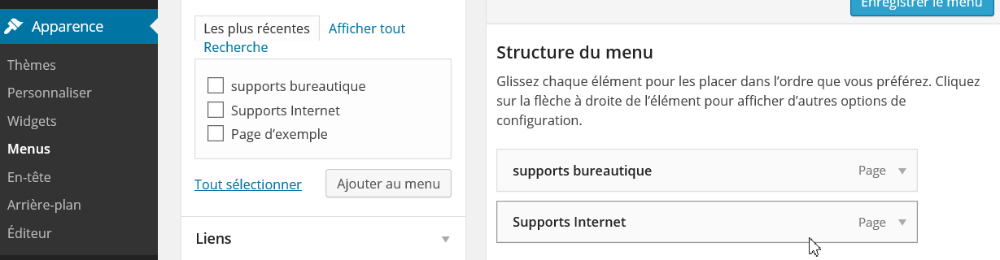 Apparence
Thèmes
Personnaliser
Widgets
Menus
En-tête
Arrière-plan
Éditeur
Les plus récentes
Afficher tout
Recherche
supports bureautique
Supports Internet
Page d’exemple
Tout sélectionner
Ajouter au menu
Liens
Enregistrer le menu
Structure du menu
Glissez chaque élément pour les placer dans l’ordre que vous préférez. Cliquez
sur la flèche à droite de l’élément pour afficher d’autres options de
configuration.
supports bureautique Page
Supports Internet Page